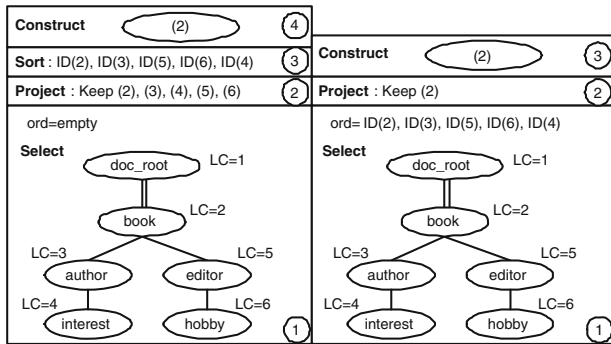 Construct (2) 4
Sort : ID(2), ID(3), ID(5), ID(6), ID(4) 3
Project : Keep (2), (3), (4), (5), (6) 2
ord=empty
Select
doc_root LC=1
book LC=2
LC=3 LC=5
author editor
LC=4 LC=6
interest hobby 1
Construct (2) 3
Project : Keep (2) 2
ord= ID(2), ID(3), ID(5), ID(6), ID(4)
Select
doc_root LC=1
book LC=2
LC=3 LC=5
author editor
LC=4 LC=6
interest hobby 1